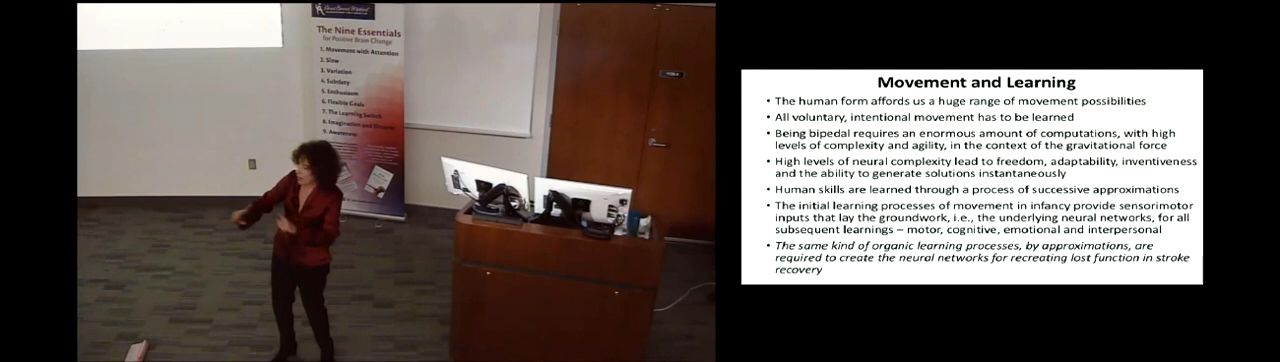 Anat Baniel Method
The Nine Essentials
for Positive Brain Change
1. Movement with Attention
2. Slow
3. Variation
4. Subtlety
5. Enthusiasm
6. Flexible Goals
7. The Learning Switch
8. Imagination and Dreams
9. Awareness
Movement and Learning
• The human form affords us a huge range of movement possibilities
• All voluntary, intentional movement has to be learned
• Being bipedal requires an enormous amount of computations, with high
levels of complexity and agility, in the context of the gravitational force
• High levels of neural complexity lead to freedom, adaptability, inventiveness
and the ability to generate solutions instantaneously
• Human skills are learned through a process of successive approximations
• The initial learning processes of movement in infancy provide sensorimotor
inputs that lay the groundwork, i.e., the underlying neural networks, for all
subsequent learnings – motor, cognitive, emotional and interpersonal
• The same kind of organic learning processes, by approximations, are
required to create the neural networks for recreating lost function in stroke
recovery